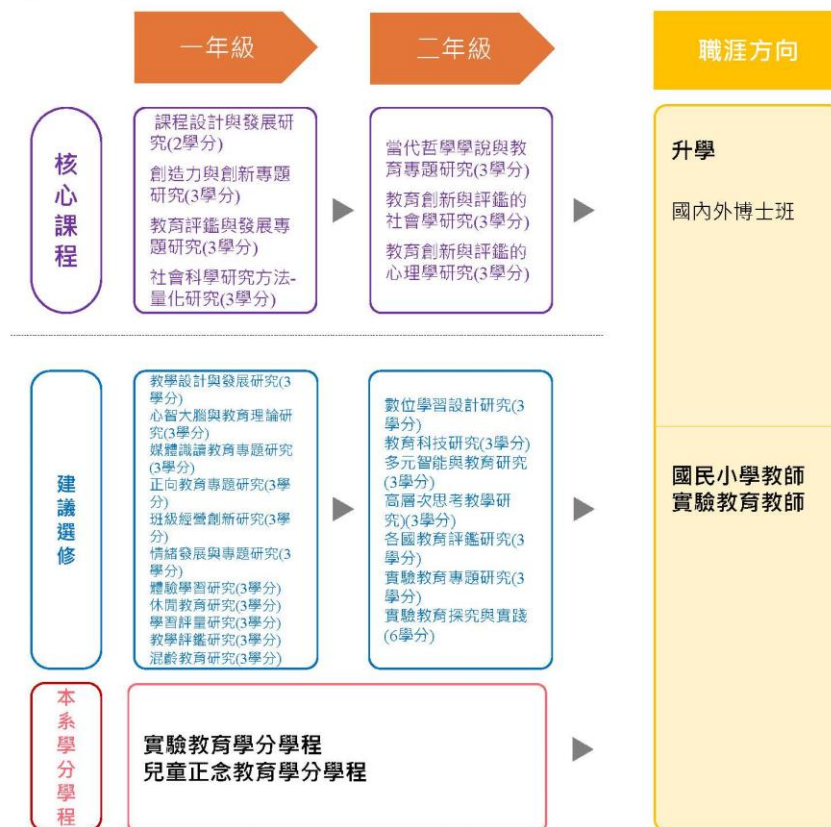 一年級
二年級
職涯方向
核心課程
課程設計與發展研
究(2學分)
創造力與創新專題
研究(3學分)
教育評鑑與發展專
題研究(3學分)
社會科學研究方法-
量化研究(3學分)
當代哲學學說與教
育專題研究(3學分)
教育創新與評鑑的
社會學研究(3學分)
教育創新與評鑑的
心理學研究(3學分)
升學
國內外博士班
建議選修
教學設計與發展研究(3
學分)
心智大腦與教育理論研
究(3學分)
媒體識讀教育專題研究
(3學分)
正向教育專題研究(3學
分)
班級經營創新研究(3學
分)
情緒發展與專題研究(3
學分)
體驗學習研究(3學分)
休閒教育研究(3學分)
學習評量研究(3學分)
教學評鑑研究(3學分)
混齡教育研究(3學分)
數位學習設計研究(3
學分)
教育科技研究(3學分)
多元智能與教育研究
(3學分)
高層次思考教學研
究)(3學分)
各國教育評鑑研究(3
學分)
實驗教育專題研究(3
學分)
實驗教育探究與實踐
(6學分)
國民小學教師
實驗教育教師
本系學分學程
實驗教育學分學程
兒童正念教育學分學程